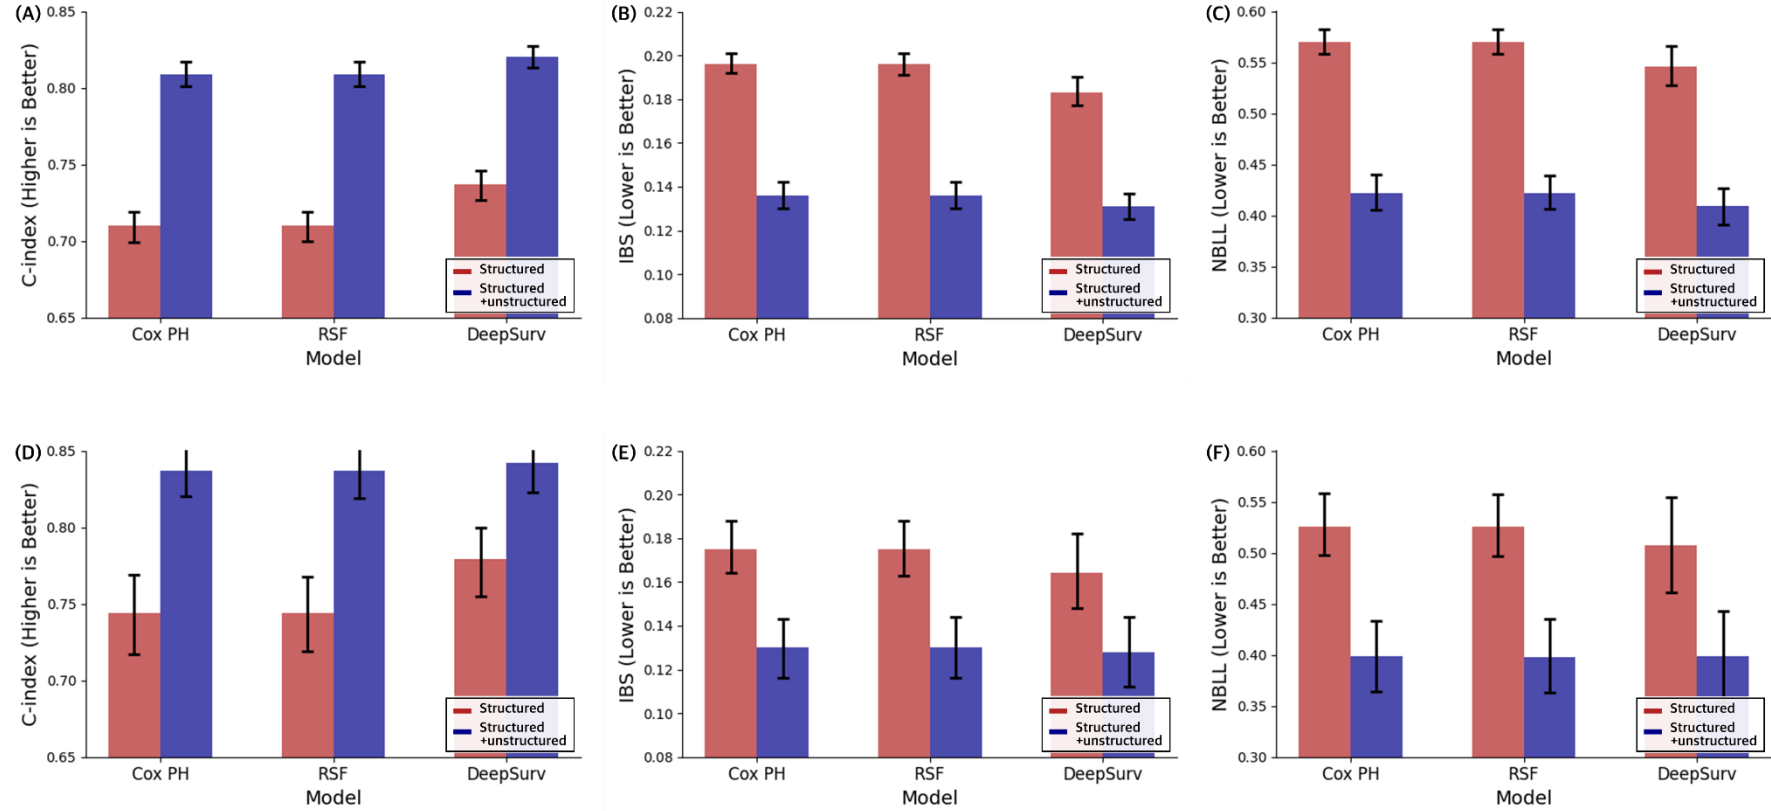 (A)
0.85
0.80
0.75
0.70
0.65
C-index (Higher is Better)
Structured
Structured
+unstructured
Cox PH
RSF
DeepSurv
Model
(B)
0.22
0.20
0.18
0.16
0.14
0.12
0.10
0.08
IBS (Lower is Better)
Structured
Structured
+unstructured
Cox PH
RSF
DeepSurv
Model
(C)
0.60
0.55
0.50
0.45
0.40
0.35
0.30
NBLL (Lower is Better)
Structured
Structured
+unstructured
Cox PH
RSF
DeepSurv
Model
(D)
0.85
0.80
0.75
0.70
0.65
C-index (Higher is Better)
Structured
Structured
+unstructured
Cox PH
RSF
DeepSurv
Model
(E)
0.22
0.20
0.18
0.16
0.14
0.12
0.10
0.08
IBS (Lower is Better)
Structured
Structured
+unstructured
Cox PH
RSF
DeepSurv
Model
(F)
0.60
0.55
0.50
0.45
0.40
0.35
0.30
NBLL (Lower is Better)
Structured
Structured
+unstructured
Cox PH
RSF
DeepSurv
Model